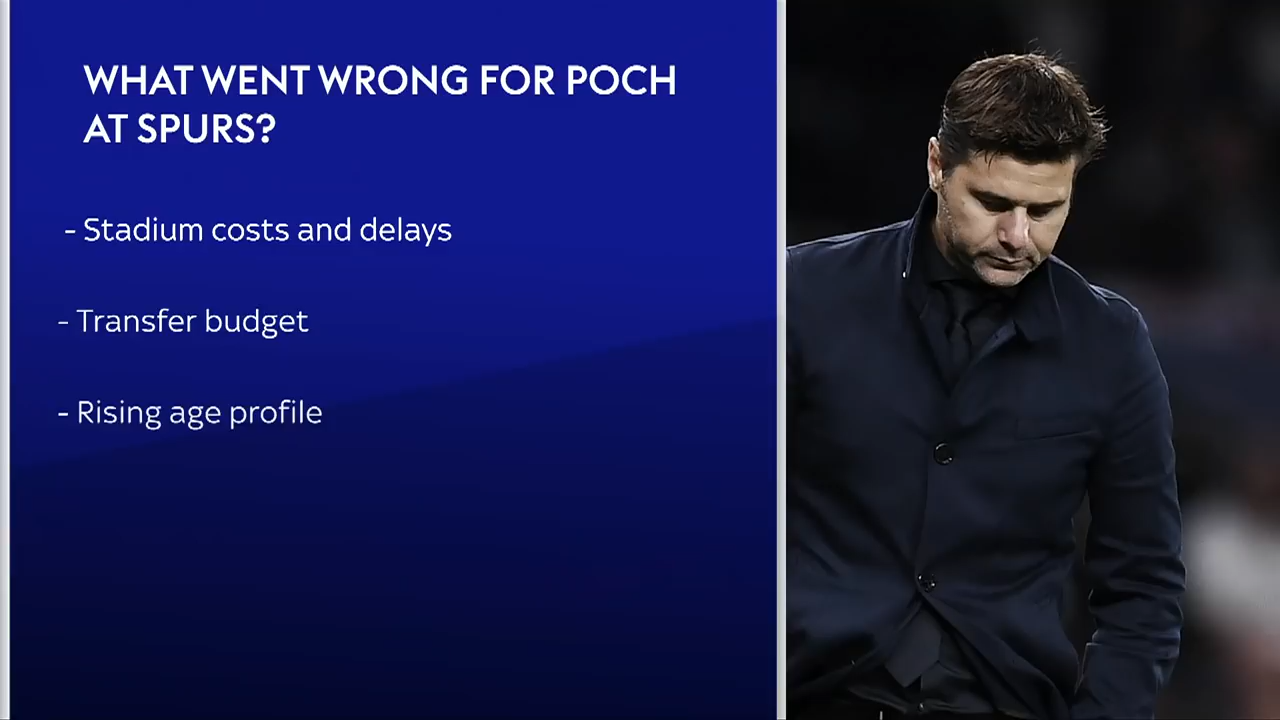 WHAT WENT WRONG FOR POCH
AT SPURS?
- Stadium costs and delays
- Transfer budget
- Rising age profile